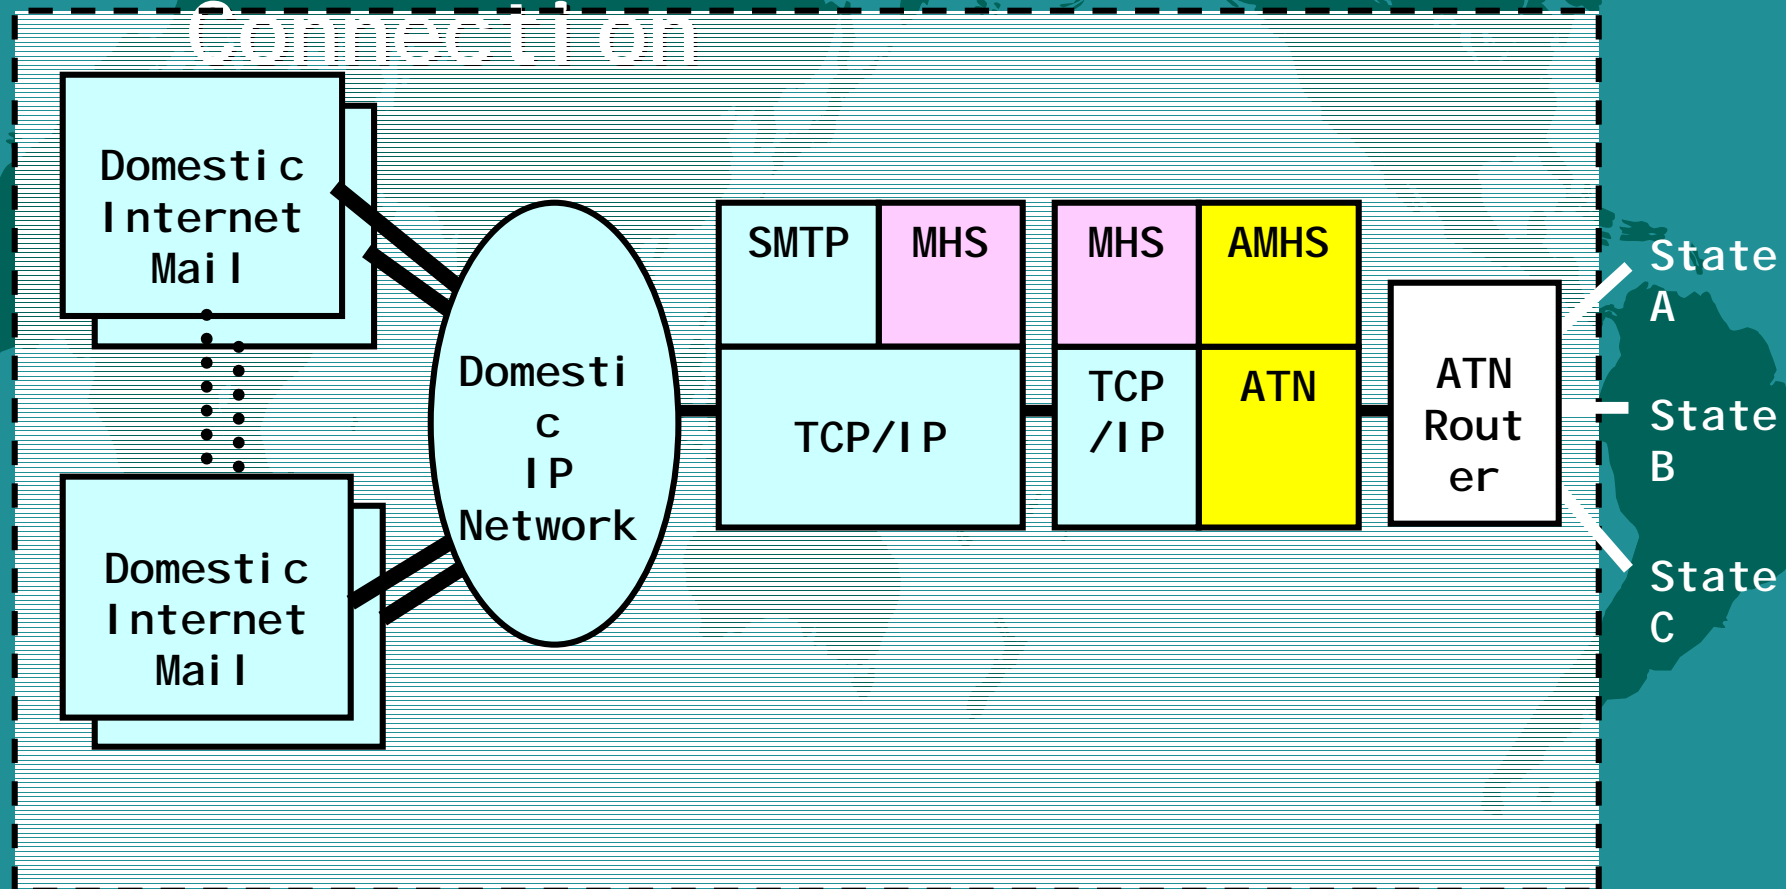 Connection
Domestic
Internet
Mail
Domesti
c
IP
Network
SMTP
MHS
TCP/IP
MHS
AMHS
TCP
/IP
ATN
ATN
Rout
er
State
A
State
B
State
C
Domestic
Internet
Mail